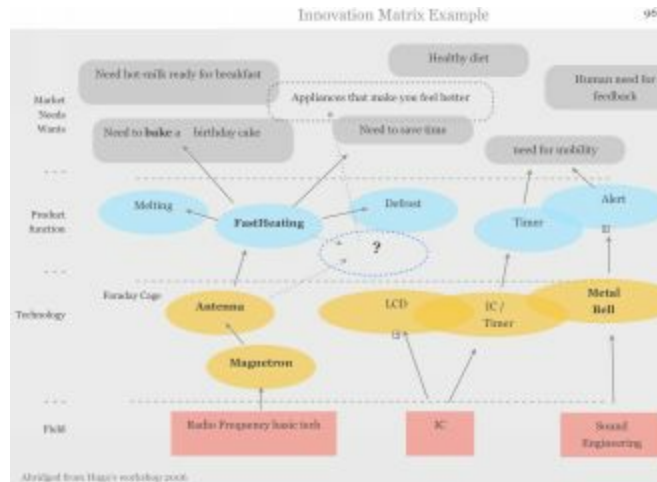 Innovation Matrix Example
96
Healthy diet
Need hot milk ready for breakfast
Human need for
feedback
Appliances that make you feel better
Market
Needs
Wants
Need to bake a birthday cake
Need to save time
need for mobility
Melting
Defrost
Alert
Product
function
FastHeating
Timer
?
Faraday Cage
Antenna
LCD
IC /
Timer
Metal
Bell
Technology
Magnetron
Field
Radio Frequency basic tech
IC
Sound
Engineering
Abridged from Hugo's workshop 2006